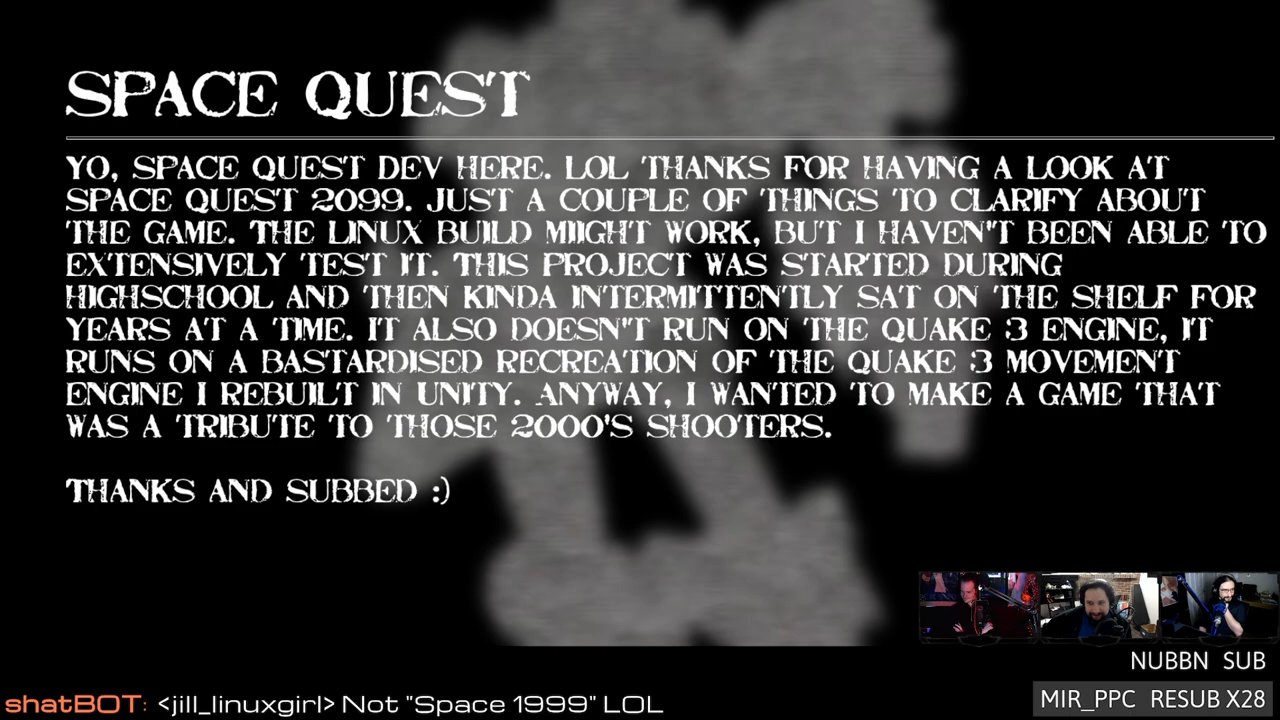 SPACE QUEST
YO, SPACE QUEST DEV HERE. LOL THANKS FOR HAVING A LOOK AT
SPACE QUEST 2099. JUST A COUPLE OF THINGS TO CLARIFY ABOUT
THE GAME. THE LINUX BUILD MIIGHT WORK, BUT I HAVEN"T BEEN ABLE TO
EXTENSIVELY TEST IT. THIS PROJECT WAS STARTED DURING
HIGHSCHOOL AND THEN KINDA INTERMITTENTLY SAT ON THE SHELF FOR
YEARS AT A TIME. IT ALSO DOESN"T RUN ON THE QUAKE 3 ENGINE, IT
RUNS ON A BASTARDISED RECREATION OF THE QUAKE 3 MOVEMENT
ENGINE I REBUILT IN UNITY. ANYWAY, I WANTED TO MAKE A GAME THAT
WAS A TRIBUTE TO THOSE 2000'S SHOOTERS.
THANKS AND SUBBED :)
NUBBN SUB
MIR_PPC RESUB X28
shatBOT: <jill_linuxgirl> Not "Space 1999" LOL